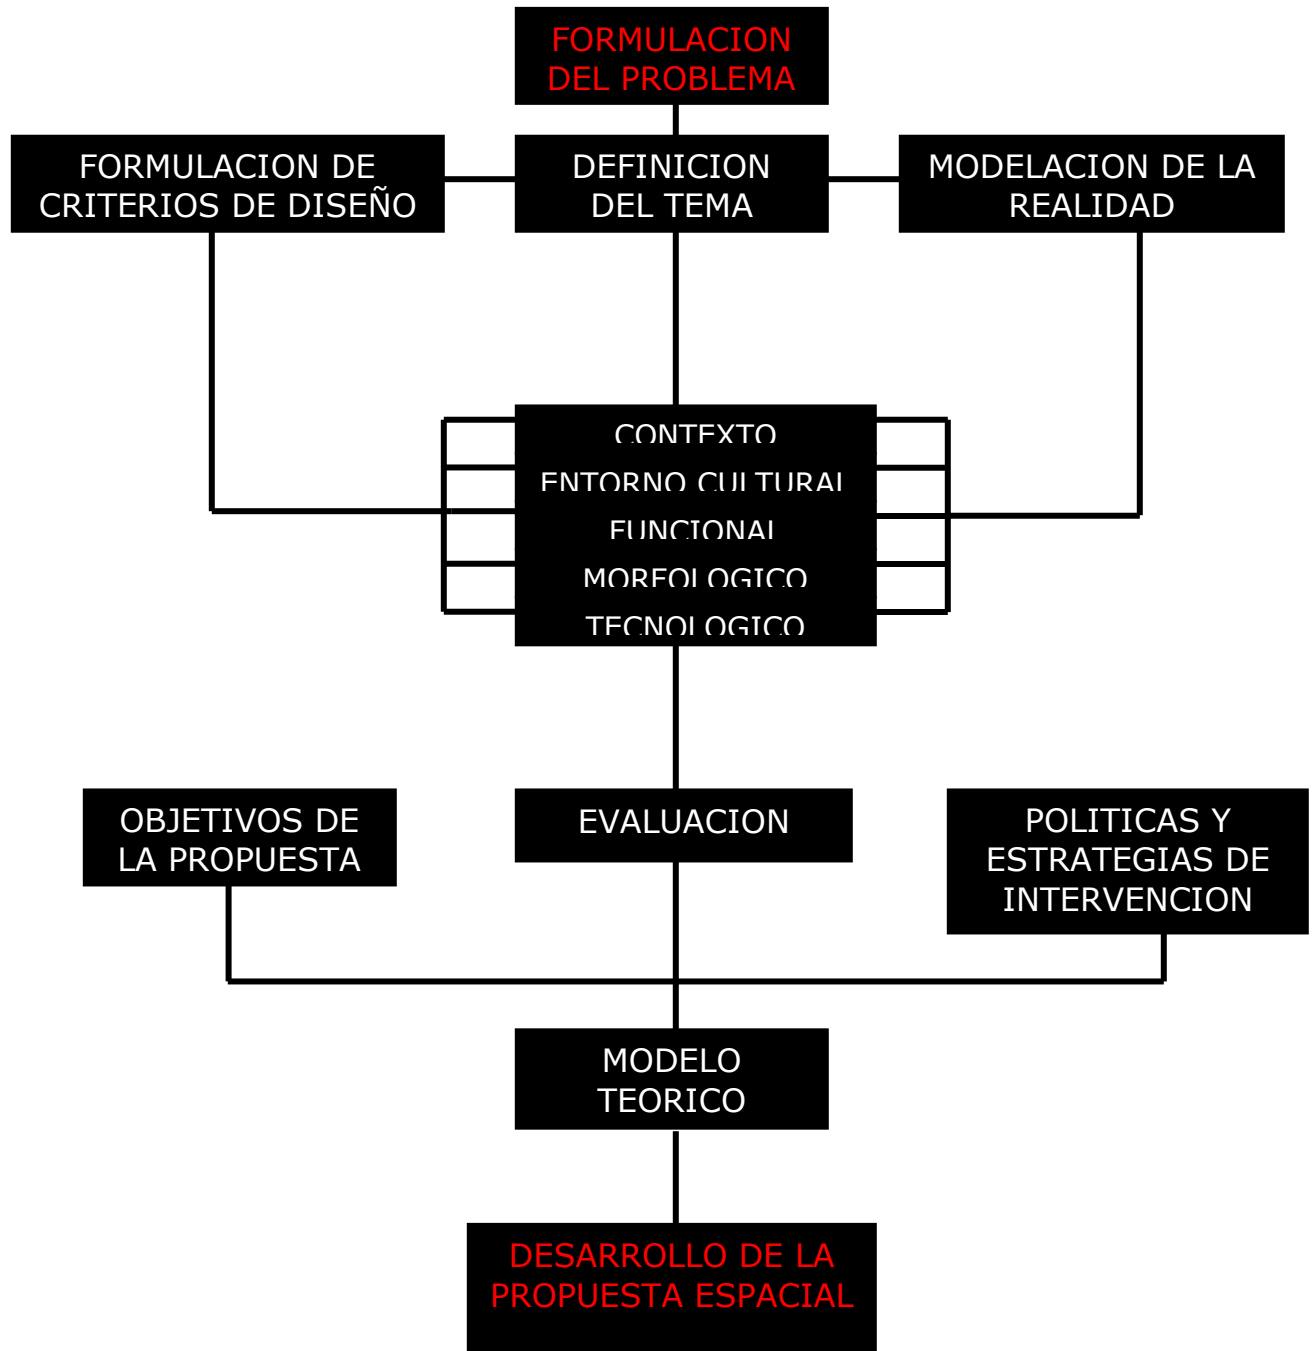 FORMULACION
DEL PROBLEMA
FORMULACION DE
CRITERIOS DE DISEÑO
DEFINICION
DEL TEMA
MODELACION DE LA
REALIDAD
CONTEXTO
ENTORNO CULTURAL
FUNCIONAL
MORFOLOGICO
TECNOLOGICO
OBJETIVOS DE
LA PROPUESTA
EVALUACION
POLITICAS Y
ESTRATEGIAS DE
INTERVENCION
MODELO
TEORICO
DESARROLLO DE LA
PROPUESTA ESPACIAL